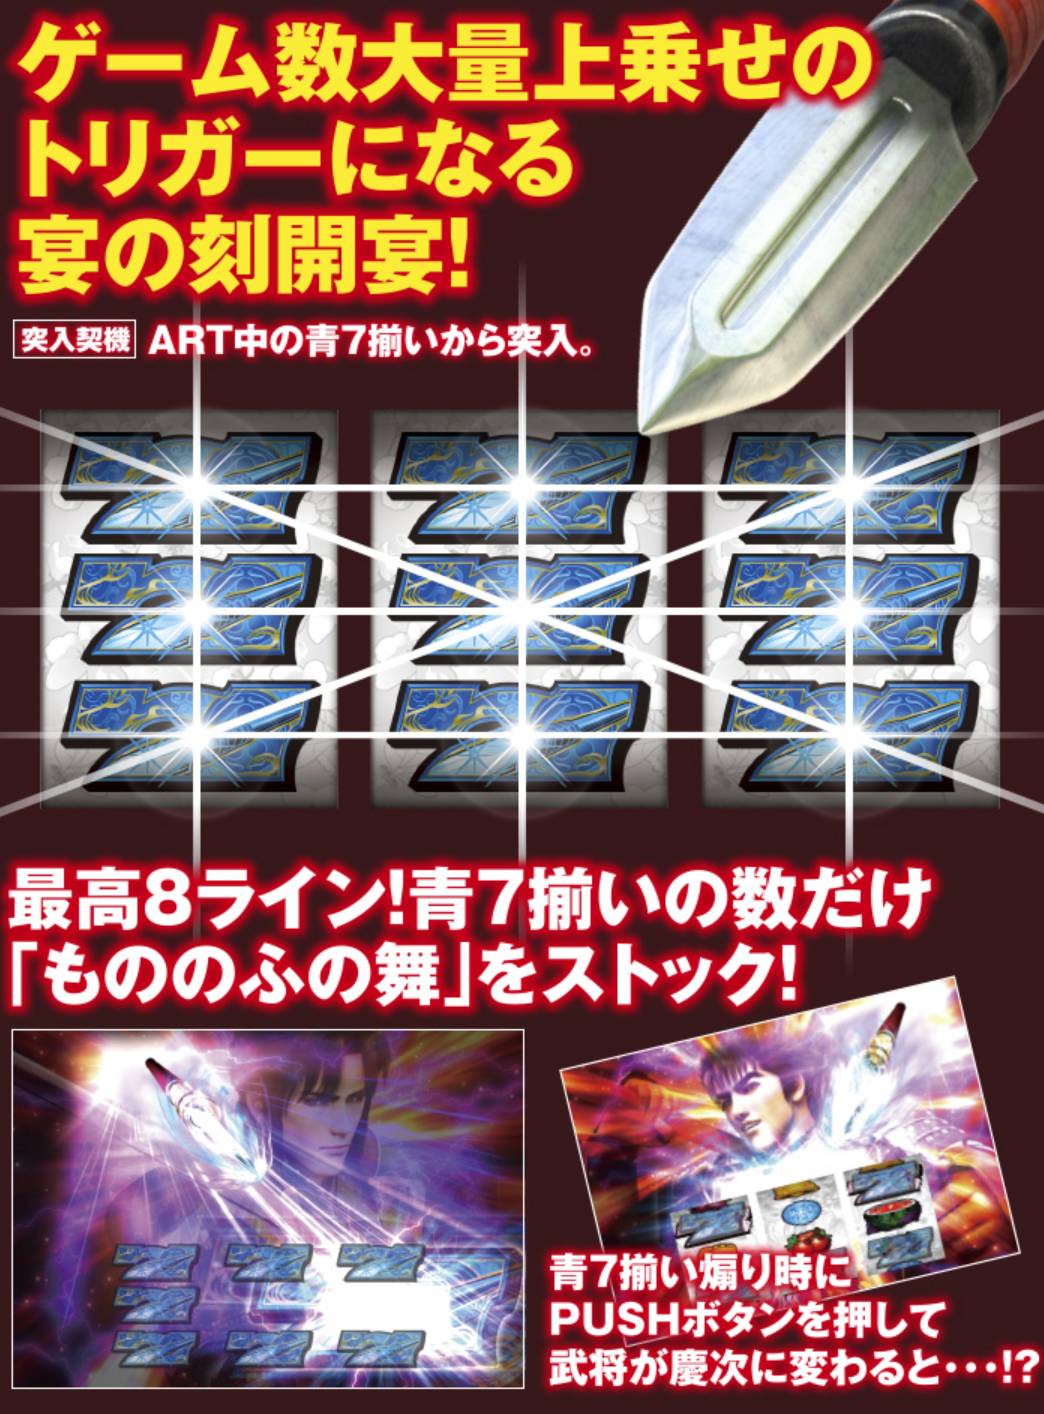 ゲーム数大量上乗せの
トリガーになる
宴の刻開宴!
突入契機 ART中の青7揃いから突入。
最高8ライン!青7揃いの数だけ
「もののふの舞」をストック!
青7揃い煽り時に
PUSHボタンを押して
武将が慶次に変わると・・・!?